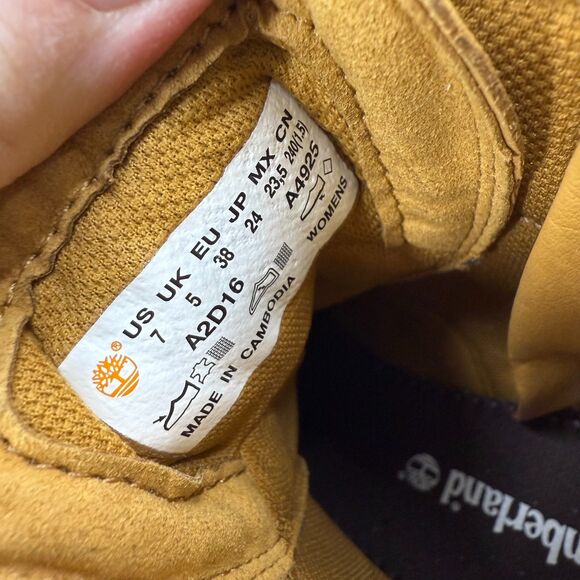 ®
US UK EU JP MX CN
7 5 38 24 23,5 240(1.5)
A2D16 A4925
MADE IN CAMBODIA WOMENS
mberland